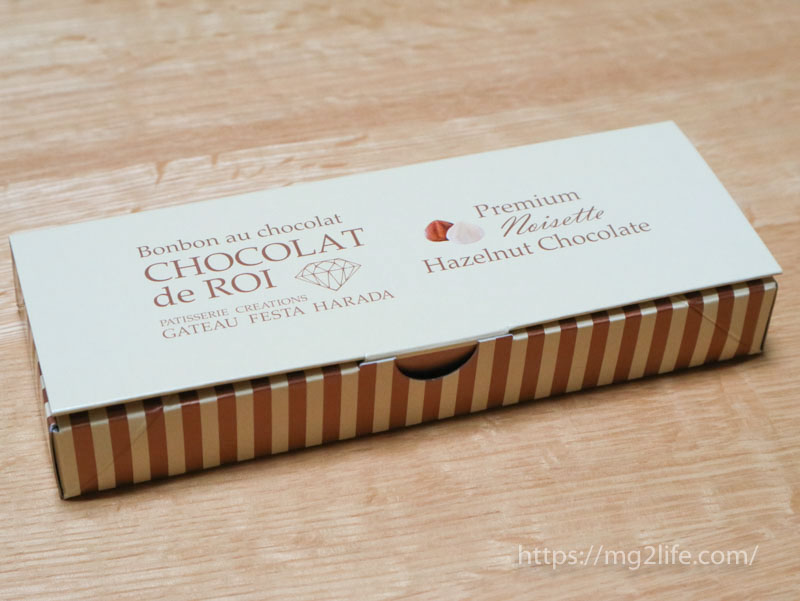 Bonbon au chocolat
CHOCOLAT
de ROI
PATISSERIE CREATIONS
GATEAU FESTA HARADA
Premium
Noisette
Hazelnut Chocolate
https://mg2life.com/